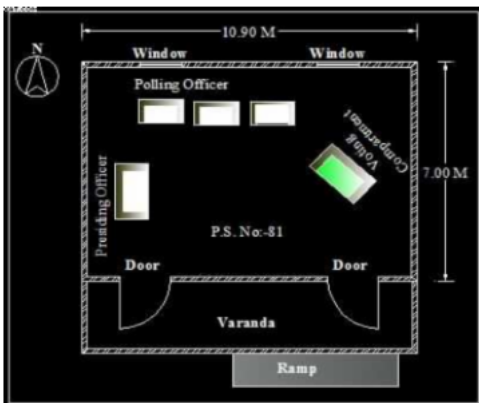 10.90 M
N
Window
Window
Polling Officer
Voting
Compartment
7.00 M
Presiding Officer
P.S. No:-81
Door
Door
Varanda
Ramp